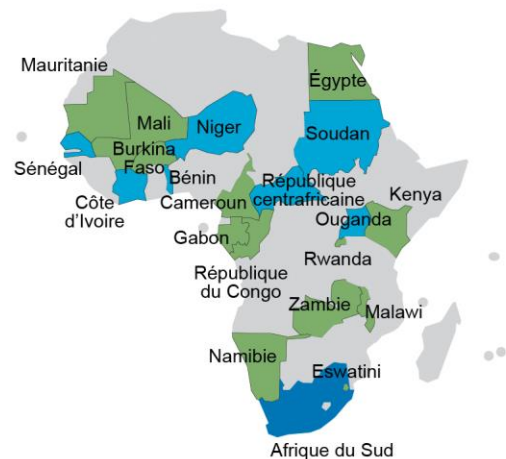 Mauritanie
Égypte
Mali
Niger
Soudan
Burkina
Faso
Sénégal
Bénin
République
centrafricaine
Kenya
Côte
d'Ivoire
Cameroun
Ouganda
Gabon
Rwanda
République
du Congo
Zambie
Malawi
Namibie
Eswatini
Afrique du Sud